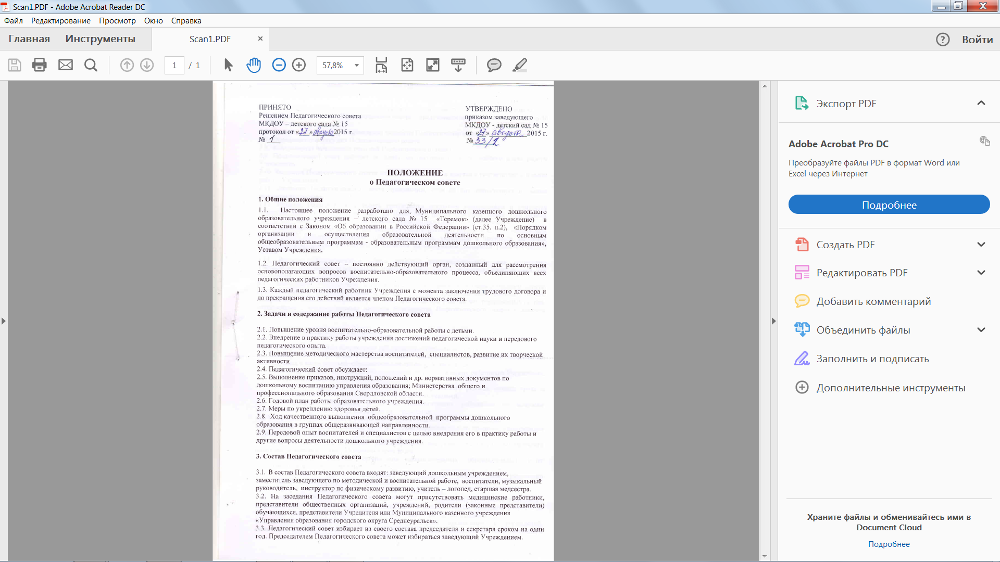 Scan1.PDF - Adobe Acrobat Reader DC
Файл Редактирование Просмотр Окно Справка
Главная Инструменты Scan1.PDF × Войти
1 / 1 57,8%
ПРИНЯТО
Решением Педагогического совета
МКДОУ – детского сада № 15
протокол от «27» августа 2015 г.
№ 1
УТВЕРЖДЕНО
приказом заведующего
МКДОУ - детский сад № 15
от «27» августа 2015 г.
№ 33/2
ПОЛОЖЕНИЕ
о Педагогическом совете
1. Общие положения
1.1. Настоящее положение разработано для Муниципального казенного дошкольного
образовательного учреждения – детского сада № 15 «Теремок» (далее Учреждение) в
соответствии с Законом «Об образовании в Российской Федерации» (ст.35. п.2), «Порядком
организации и осуществления образовательной деятельности по основным
общеобразовательным программам - образовательным программам дошкольного образования»,
Уставом Учреждения.
1.2. Педагогический совет – постоянно действующий орган, созданный для рассмотрения
основополагающих вопросов воспитательно-образовательного процесса, объединяющих всех
педагогических работников Учреждения.
1.3. Каждый педагогический работник Учреждения с момента заключения трудового договора и
до прекращения его действий является членом Педагогического совета.
2. Задачи и содержание работы Педагогического совета
2.1. Повышение уровня воспитательно-образовательной работы с детьми.
2.2. Внедрение в практику работы учреждения достижений педагогической науки и передового
педагогического опыта.
2.3. Повышение методического мастерства воспитателей, специалистов, развитие их творческой
активности
2.4. Педагогический совет обсуждает:
2.5. Выполнение приказов, инструкций, положений и др. нормативных документов по
дошкольному воспитанию управления образования; Министерства общего и
профессионального образования Свердловской области.
2.6. Годовой план работы образовательного учреждения.
2.7. Меры по укреплению здоровья детей.
2.8. Ход качественного выполнения общеобразовательной программы дошкольного
образования в группах общеразвивающей направленности.
2.9. Передовой опыт воспитателей и специалистов с целью внедрения его в практику работы и
другие вопросы деятельности дошкольного учреждения.
3. Состав Педагогического совета
3.1. В состав Педагогического совета входят: заведующий дошкольным учреждением,
заместитель заведующего по методической и воспитательной работе, воспитатели, музыкальный
руководитель, инструктор по физическому развитию, учитель – логопед, старшая медсестра.
3.2. На заседания Педагогического совета могут присутствовать медицинские работники,
представители общественных организаций, учреждений, родители (законные представители)
обучающихся, представители Учредителя или Муниципального казенного учреждения
«Управления образования городского округа Среднеуральск».
3.3. Педагогический совет избирает из своего состава председателя и секретаря сроком на один
год. Председателем Педагогического совета может избираться заведующий Учреждением.
Экспорт PDF
Adobe Acrobat Pro DC
Преобразуйте файлы PDF в формат Word или
Excel через Интернет
Подробнее
Создать PDF
Редактировать PDF
Добавить комментарий
Объединить файлы
Заполнить и подписать
Дополнительные инструменты
Храните файлы и обменивайтесь ими в
Document Cloud
Подробнее